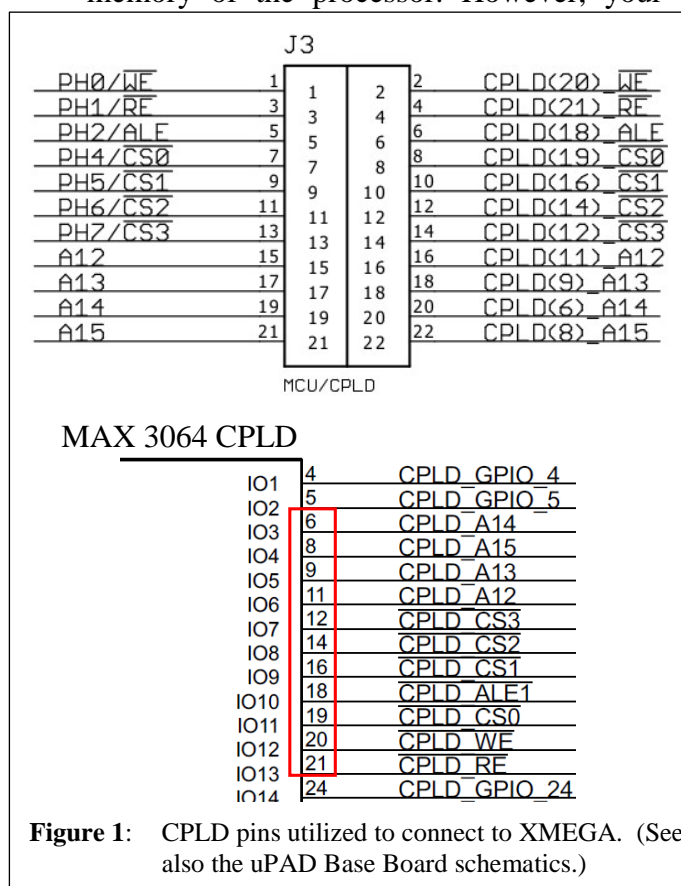 memory of the processor. However, your
J3
PH0/WE 1 1 2 2 CPLD(20)_WE
PH1/RE 3 3 4 4 CPLD(21)_RE
PH2/ALE 5 5 6 6 CPLD(18)_ALE
PH4/CS0 7 7 8 8 CPLD(19)_CS0
PH5/CS1 9 9 10 10 CPLD(16)_CS1
PH6/CS2 11 11 12 12 CPLD(14)_CS2
PH7/CS3 13 13 14 14 CPLD(12)_CS3
A12 15 15 16 16 CPLD(11)_A12
A13 17 17 18 18 CPLD(9)_A13
A14 19 19 20 20 CPLD(6)_A14
A15 21 21 22 22 CPLD(8)_A15
MCU/CPLD
MAX 3064 CPLD
IO1 4 CPLD_GPIO_4
IO2 5 CPLD_GPIO_5
IO3 6 CPLD_A14
IO4 8 CPLD_A15
IO5 9 CPLD_A13
IO6 11 CPLD_A12
IO7 12 CPLD_CS3
IO8 14 CPLD_CS2
IO9 16 CPLD_CS1
IO10 18 CPLD_ALE1
IO11 19 CPLD_CS0
IO12 20 CPLD_WE
IO13 21 CPLD_RE
IO14 24 CPLD_GPIO_24
Figure 1: CPLD pins utilized to connect to XMEGA. (See
also the uPAD Base Board schematics.)